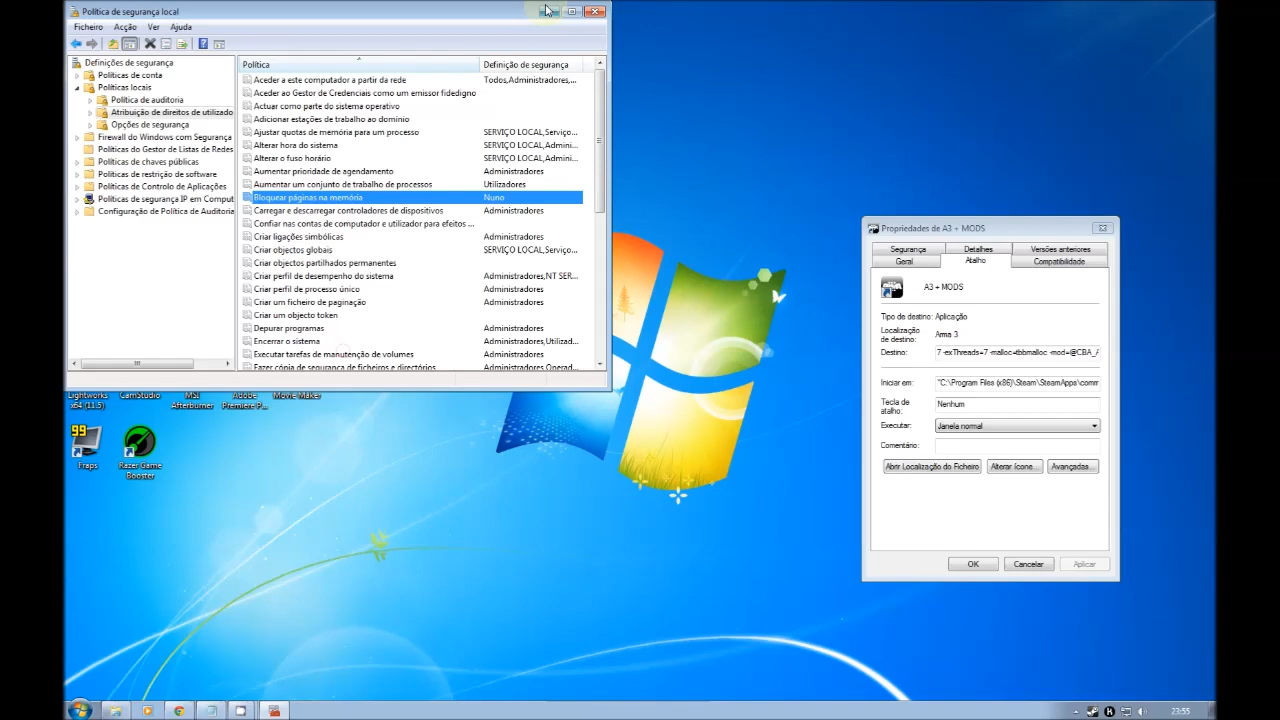 Política de segurança local
Ficheiro Acção Ver Ajuda
Definições de segurança
Políticas de conta
Políticas locais
Política de auditoria
Atribuição de direitos de utilizado
Opções de segurança
Firewall do Windows com Segurança
Políticas do Gestor de Listas de Redes
Políticas de chaves públicas
Políticas de restrição de software
Políticas de Controlo de Aplicações
Políticas de segurança IP em Comput
Configuração de Política de Auditoria
Política Definição de segurança
Aceder a este computador a partir da rede Todos,Administradores,...
Aceder ao Gestor de Credenciais como um emissor fidedigno
Actuar como parte do sistema operativo
Adicionar estações de trabalho ao domínio
Ajustar quotas de memória para um processo SERVIÇO LOCAL,Serviço...
Alterar hora do sistema SERVIÇO LOCAL,Admini...
Alterar o fuso horário SERVIÇO LOCAL,Admini...
Aumentar prioridade de agendamento Administradores
Aumentar um conjunto de trabalho de processos Utilizadores
Bloquear páginas na memória Nuno
Carregar e descarregar controladores de dispositivos Administradores
Confiar nas contas de computador e utilizador para efeitos ...
Criar ligações simbólicas Administradores
Criar objectos globais SERVIÇO LOCAL,Serviço...
Criar objectos partilhados permanentes
Criar perfil de desempenho do sistema Administradores,NT SER...
Criar perfil de processo único Administradores
Criar um ficheiro de paginação Administradores
Criar um objecto token
Depurar programas Administradores
Encerrar o sistema Administradores,Utilizad...
Executar tarefas de manutenção de volumes Administradores
Fazer cópia de segurança de ficheiros e directórios Administradores Operad...
Lightworks x64 (11.5)
CamStudio
MSI Afterburner
Adobe Premiere P...
Movie Maker
99
Fraps
Razer Game Booster
Propriedades de A3 + MODS
Segurança Detalhes Versões anteriores
Geral Atalho Compatibilidade
A3 + MODS
Tipo de destino: Aplicação
Localização de destino: Arma 3
Destino: 7 -exThreads=7 -malloc=tbbmalloc -mod=@CBA_A
Iniciar em: "C:\Program Files (x86)\Steam\SteamApps\comm
Tecla de atalho: Nenhum
Executar: Janela normal
Comentário:
Abrir Localização do Ficheiro Alterar ícone... Avançadas...
OK Cancelar Aplicar
23:55